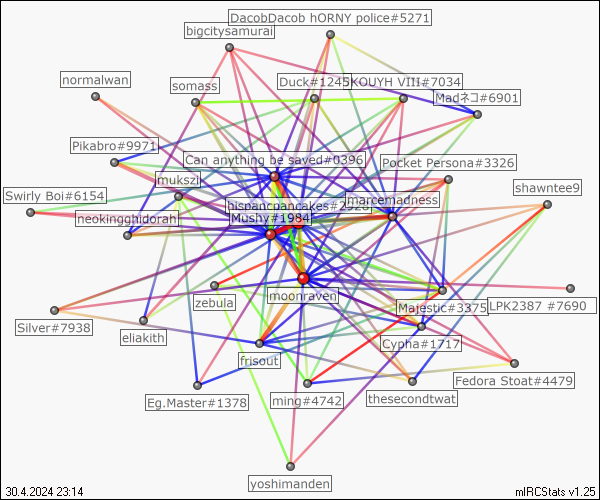 DacobDacob hORNY police#5271
bigcitysamurai
normalwan
somass
Duck#1245
KOUYH VIII#7034
Madネコ#6901
Pikabro#9971
Can anything be saved#0396
Pocket Persona#3326
mukszi
shawntee9
Swirly Boi#6154
marcemadness
hispancpancakes#2926
neokingghidorah
Mushy#1984
moonraven
zebula
Majestic#3375
LPK2387 #7690
Silver#7938
eliakith
Cypha#1717
frisout
Fedora Stoat#4479
Eg.Master#1378
ming#4742
thesecondtwat
yoshimanden
30.4.2024 23:14
mIRCStats v1.25